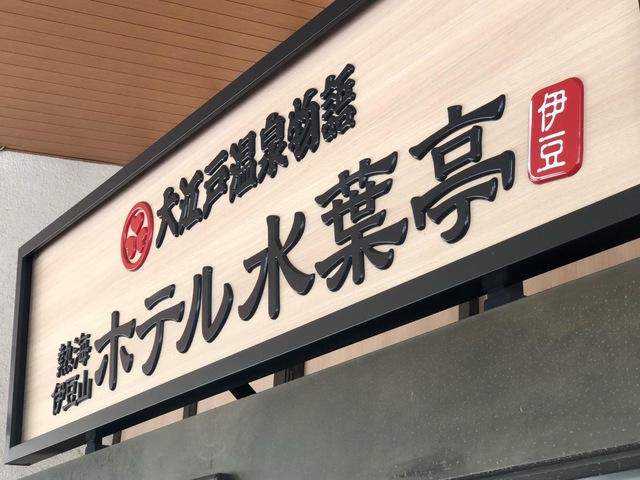 大江戸温泉物語
熱海
伊豆山
ホテル水葉亭
伊豆